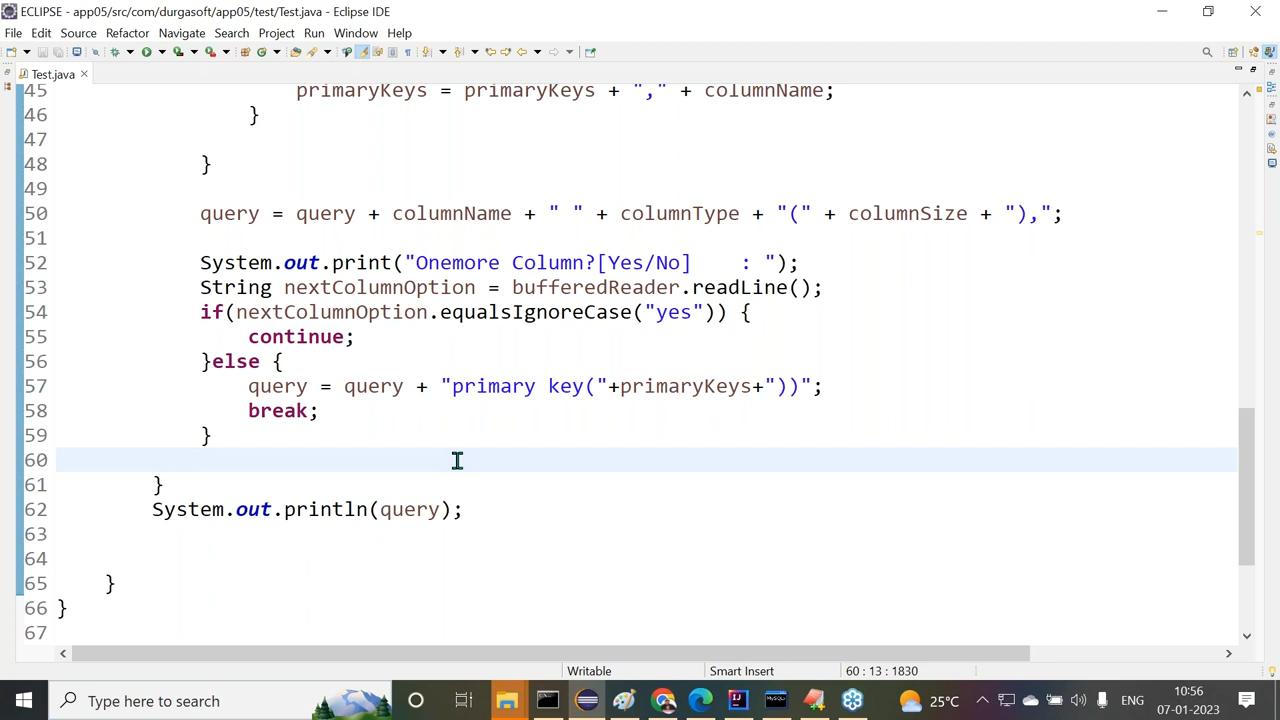 ECLIPSE - app05/src/com/durgasoft/app05/test/Test.java - Eclipse IDE
File Edit Source Refactor Navigate Search Project Run Window Help
Test.java
45 primaryKeys = primaryKeys + "," + columnName;
46 }
47
48 }
49
50 query = query + columnName + " " + columnType + "(" + columnSize + "),";
51
52 System.out.print("Onemore Column?[Yes/No]    : ");
53 String nextColumnOption = bufferedReader.readLine();
54 if(nextColumnOption.equalsIgnoreCase("yes")) {
55 continue;
56 }else {
57 query = query + "primary key("+primaryKeys+"))";
58 break;
59 }
60
61 }
62 System.out.println(query);
63
64
65 }
66 }
67
Writable Smart Insert 60 : 13 : 1830
Type here to search 25°C ENG 10:56
07-01-2023